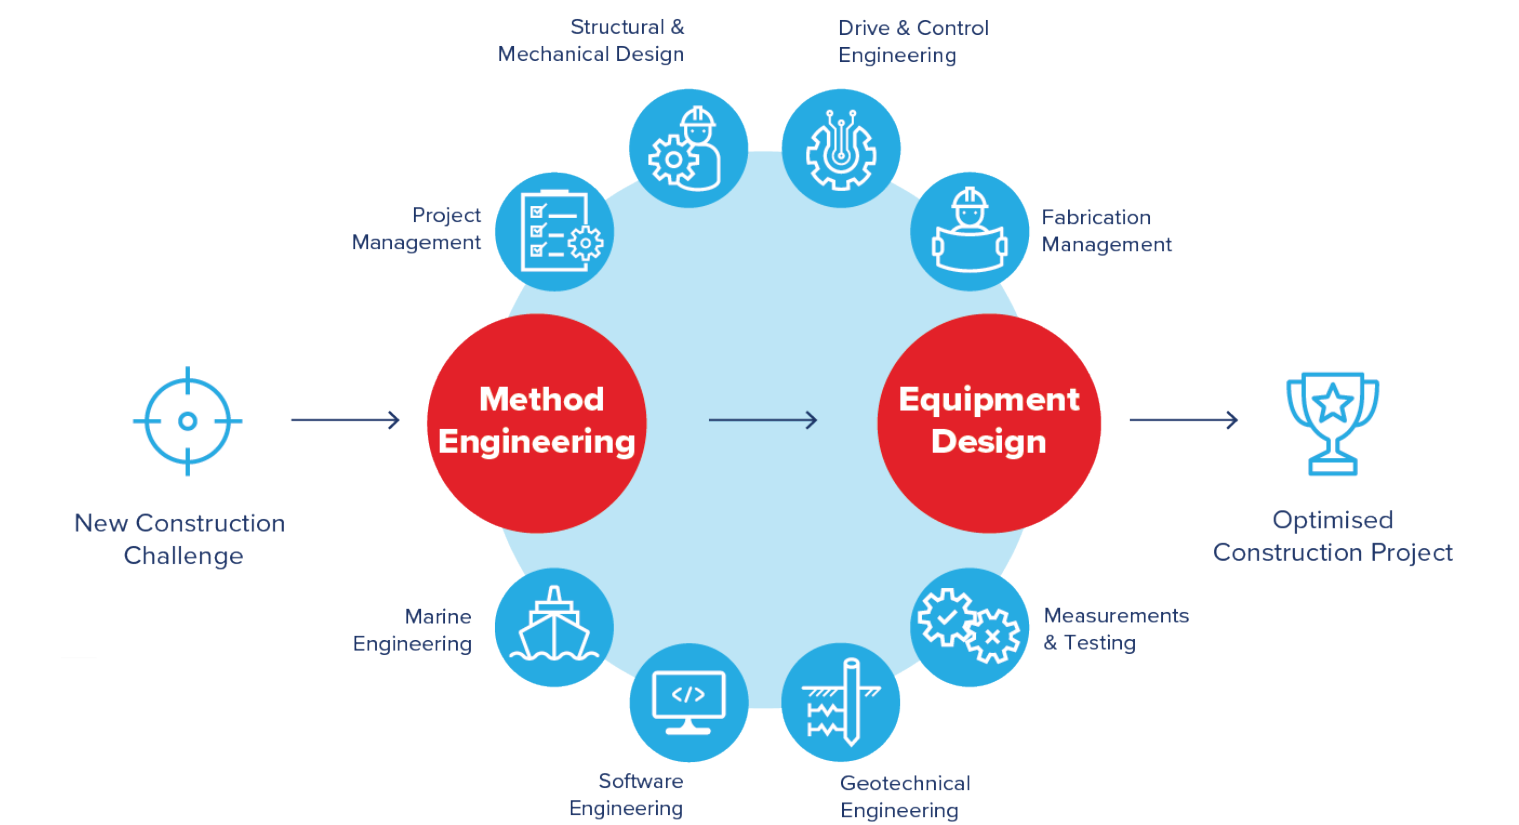 Structural &
Mechanical Design
Drive & Control
Engineering
Project
Management
Fabrication
Management
Method
Engineering
Equipment
Design
New Construction
Challenge
Optimised
Construction Project
Marine
Engineering
Measurements
& Testing
</>
Software
Engineering
Geotechnical
Engineering